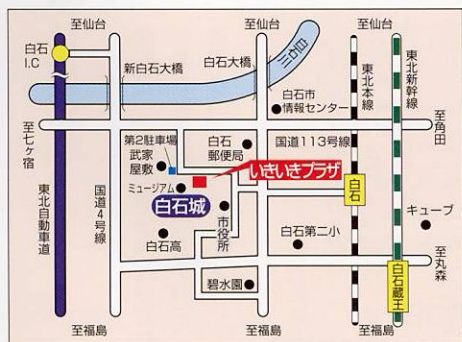 至仙台
至仙台
至仙台
白石
I.C
新白石大橋
白石大橋
白石川
東北本線
東北新幹線
白石市
情報センター
至七ヶ宿
至角田
国道113号線
第2駐車場
武家
屋敷
白石
郵便局
いきいきプラザ
ミュージアム
白石城
白石
東北自動車道
国道4号線
市役所
キューブ
白石高
白石第二小
至丸森
白石蔵王
碧水園
至福島
至福島
至福島